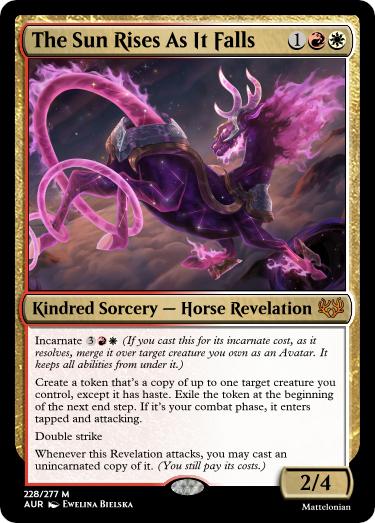 The Sun Rises As It Falls 1
Kindred Sorcery — Horse Revelation
Incarnate 3 (If you cast this for its incarnate cost, as it
resolves, merge it over target creature you own as an Avatar. It
keeps all abilities from under it.)
Create a token that's a copy of up to one target creature you
control, except it has haste. Exile the token at the beginning
of the next end step. If it's your combat phase, it enters
tapped and attacking.
Double strike
Whenever this Revelation attacks, you may cast an
unincarnated copy of it. (You still pay its costs.)
2/4
228/277 M
AUR Ewelina Bielska
Mattelonian